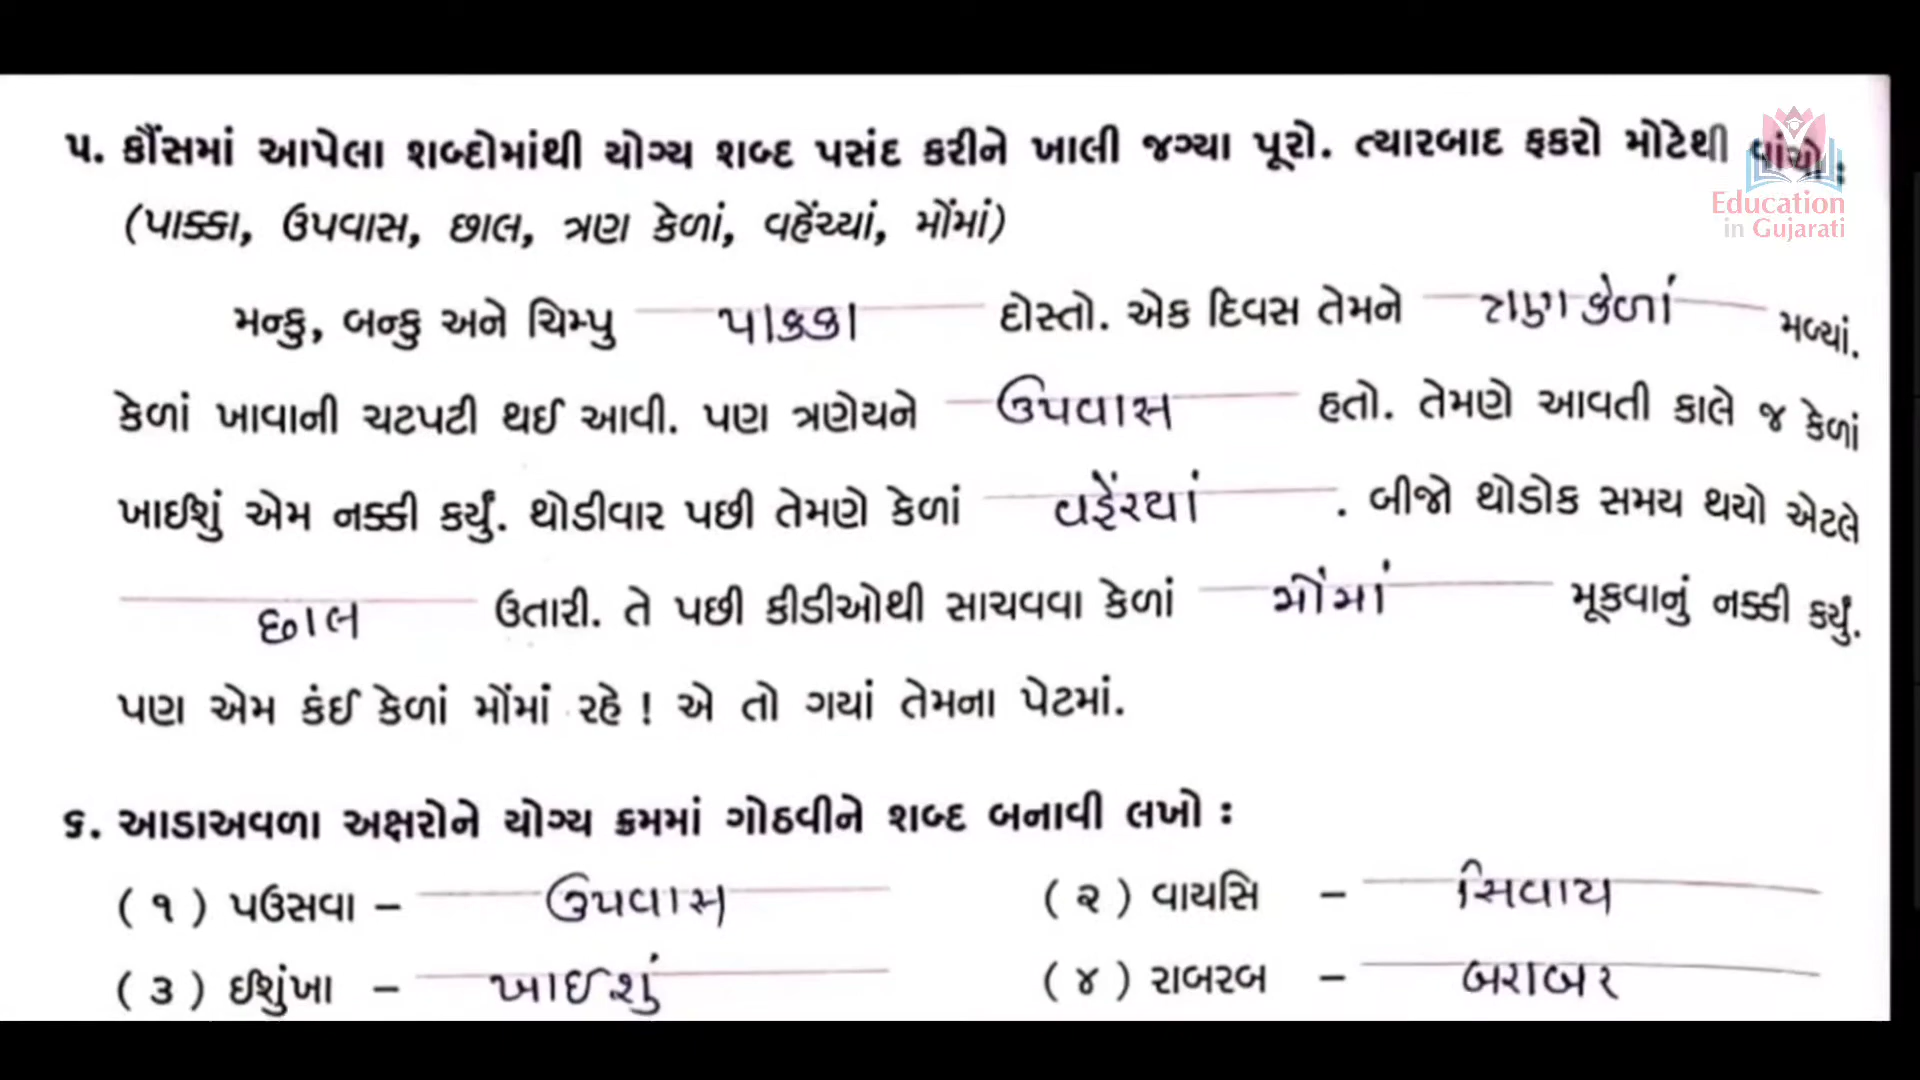 ૫. કૌંસમાં આપેલા શબ્દોમાંથી યોગ્ય શબ્દ પસંદ કરીને ખાલી જગ્યા પૂરો. ત્યારબાદ ફકરો મોટેથી વાંચો :
Education
in Gujarati
(પાક્કા, ઉપવાસ, છાલ, ત્રણ કેળાં, વહેંચ્યાં, મોંમાં)
મન્કુ, બન્કુ અને ચિમ્પુ પાક્કા દોસ્તો. એક દિવસ તેમને ત્રણ કેળાં મળ્યાં.
કેળાં ખાવાની ચટપટી થઈ આવી. પણ ત્રણેયને ઉપવાસ હતો. તેમણે આવતી કાલે જ કેળાં
ખાઈશું એમ નક્કી કર્યું. થોડીવાર પછી તેમણે કેળાં વહેંચ્યાં . બીજો થોડોક સમય થયો એટલે
છાલ ઉતારી. તે પછી કીડીઓથી સાચવવા કેળાં મોંમાં મૂકવાનું નક્કી કર્યું.
પણ એમ કંઈ કેળાં મોંમાં રહે ! એ તો ગયાં તેમના પેટમાં.
૬. આડાઅવળા અક્ષરોને યોગ્ય ક્રમમાં ગોઠવીને શબ્દ બનાવી લખો :
( ૧ ) પઉસવા – ઉપવાસ ( ૨ ) વાયસિ – સિવાય
( ૩ ) ઈશુંખા – ખાઈશું ( ૪ ) રાબરબ – બરાબર